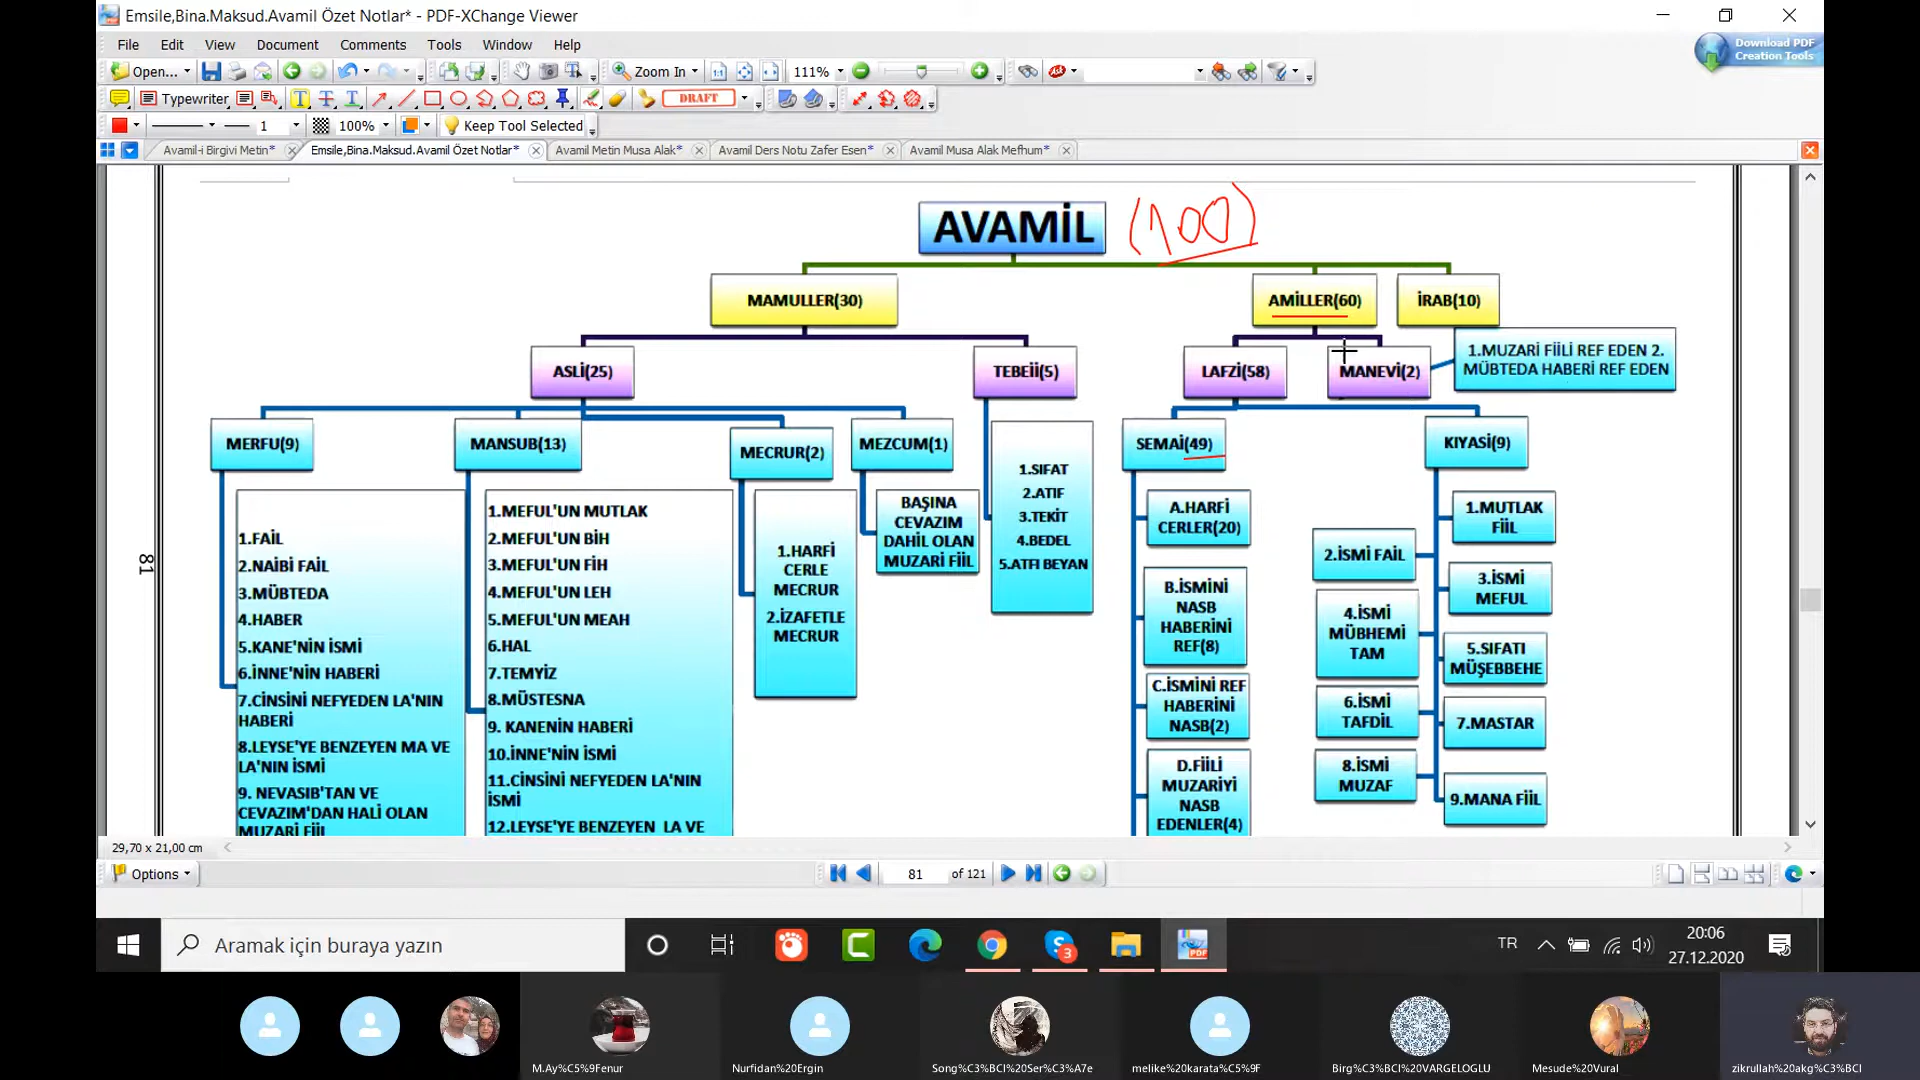 Emsile,Bina.Maksud.Avamil Özet Notlar* - PDF-XChange Viewer
File Edit View Document Comments Tools Window Help
Download PDF
Creation Tools
Open... Zoom In 111%
Typewriter DRAFT
1 100% Keep Tool Selected
Avamil-i Birgivi Metin* Emsile,Bina.Maksud.Avamil Özet Notlar* Avamil Metin Musa Alak* Avamil Ders Notu Zafer Esen* Avamil Musa Alak Mefhum*
AVAMİL (100)
MAMULLER(30) AMİLLER(60) İRAB(10)
ASLİ(25) TEBEİİ(5) LAFZİ(58) MANEVİ(2)
1.MUZARİ FİİLİ REF EDEN 2.
MÜBTEDA HABERİ REF EDEN
MERFU(9) MANSUB(13) MECRUR(2) MEZCUM(1) SEMAİ(49) KIYASİ(9)
1.FAİL
2.NAİBİ FAİL
3.MÜBTEDA
4.HABER
5.KANE'NİN İSMİ
6.İNNE'NİN HABERİ
7.CİNSİNİ NEFYEDEN LA'NIN
HABERİ
8.LEYSE'YE BENZEYEN MA VE
LA'NIN İSMİ
9. NEVASIB'TAN VE
CEVAZIM'DAN HALİ OLAN
MUZARİ FİİL
1.MEFUL'UN MUTLAK
2.MEFUL'UN BİH
3.MEFUL'UN FİH
4.MEFUL'UN LEH
5.MEFUL'UN MEAH
6.HAL
7.TEMYİZ
8.MÜSTESNA
9. KANENİN HABERİ
10.İNNE'NİN İSMİ
11.CİNSİNİ NEFYEDEN LA'NIN
İSMİ
12.LEYSE'YE BENZEYEN LA VE
1.HARFİ
CERLE
MECRUR
2.İZAFETLE
MECRUR
BAŞINA
CEVAZIM
DAHİL OLAN
MUZARİ FİİL
1.SIFAT
2.ATIF
3.TEKİT
4.BEDEL
5.ATFI BEYAN
A.HARFİ
CERLER(20)
B.İSMİNİ
NASB
HABERİNİ
REF(8)
C.İSMİNİ REF
HABERİNİ
NASB(2)
D.FİİLİ
MUZARİYİ
NASB
EDENLER(4)
1.MUTLAK
FİİL
2.İSMİ FAİL
3.İSMİ
MEFUL
4.İSMİ
MÜBHEMİ
TAM
5.SIFATI
MÜŞEBBEHE
6.İSMİ
TAFDİL
7.MASTAR
8.İSMİ
MUZAF
9.MANA FİİL
81
29,70 x 21,00 cm
Options 81 of 121
Aramak için buraya yazın
3
PDF
TR
20:06
27.12.2020
M.Ay%C5%9Fenur
Nurfidan%20Ergin
Song%C3%BCl%20Ser%C3%A7e
melike%20karata%C5%9F
Birg%C3%BCl%20VARGELOGLU
Mesude%20Vural
zikrullah%20akg%C3%BCl